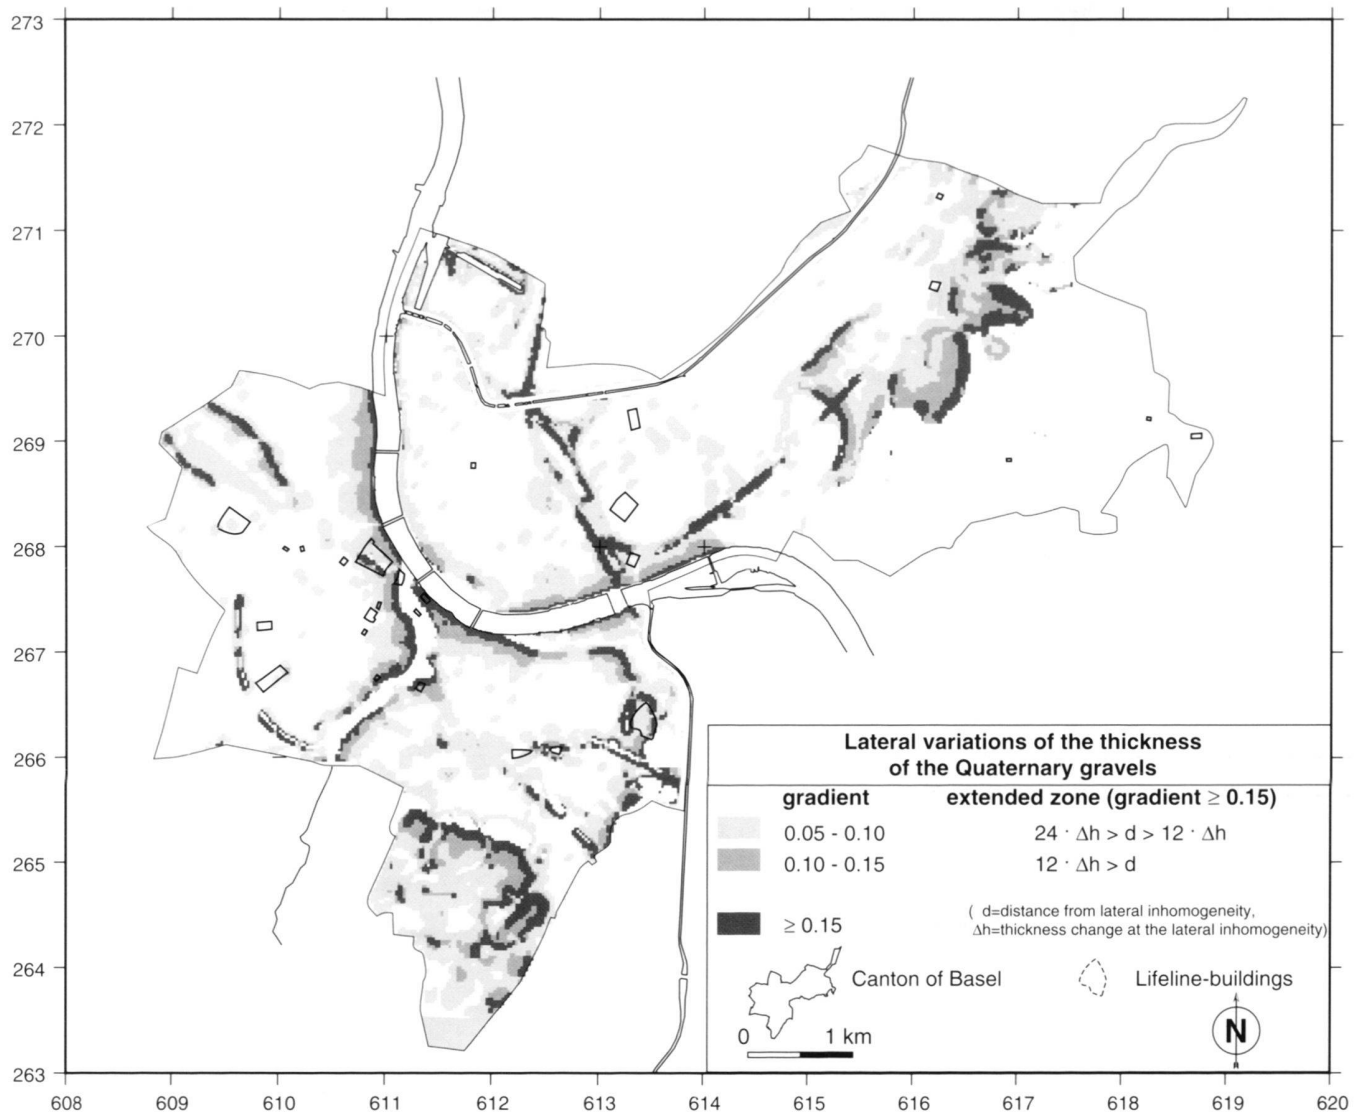 273
272
271
270
269
268
267
266
265
264
263
608
609
610
611
612
613
614
615
616
617
618
619
620
Lateral variations of the thickness
of the Quaternary gravels
gradient extended zone (gradient ≥ 0.15)
0.05 - 0.10 24 · Δh > d > 12 · Δh
0.10 - 0.15 12 · Δh > d
≥ 0.15
( d=distance from lateral inhomogeneity,
Δh=thickness change at the lateral inhomogeneity)
Canton of Basel Lifeline-buildings
0 1 km
N